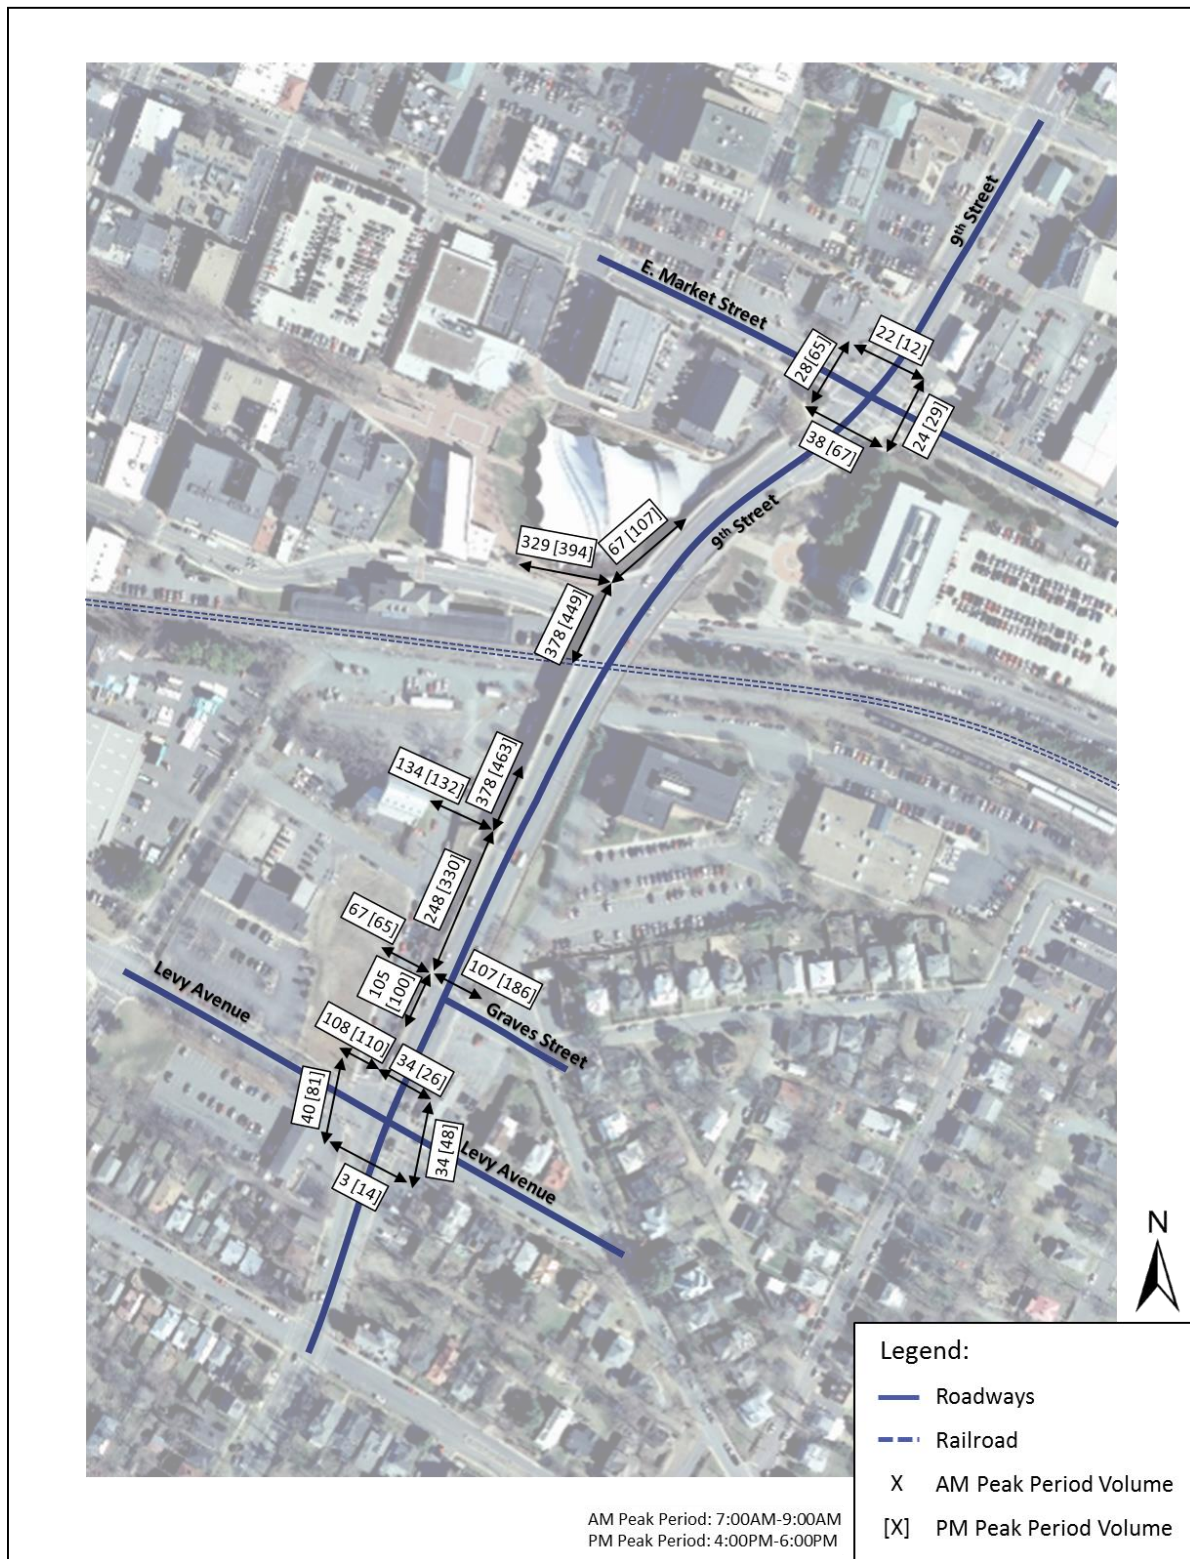 9th Street
E. Market Street
22 [12]
28[65]
24 [29]
38 [67]
9th Street
67 [107]
329 [394]
378 [449]
378 [463]
134 [132]
248 [330]
67 [65]
107 [186]
105
[100]
Levy Avenue
Graves Street
108 [110]
34 [26]
40 [81]
34 [48]
Levy Avenue
3 [14]
N
Legend:
Roadways
Railroad
X AM Peak Period Volume
[X] PM Peak Period Volume
AM Peak Period: 7:00AM-9:00AM
PM Peak Period: 4:00PM-6:00PM